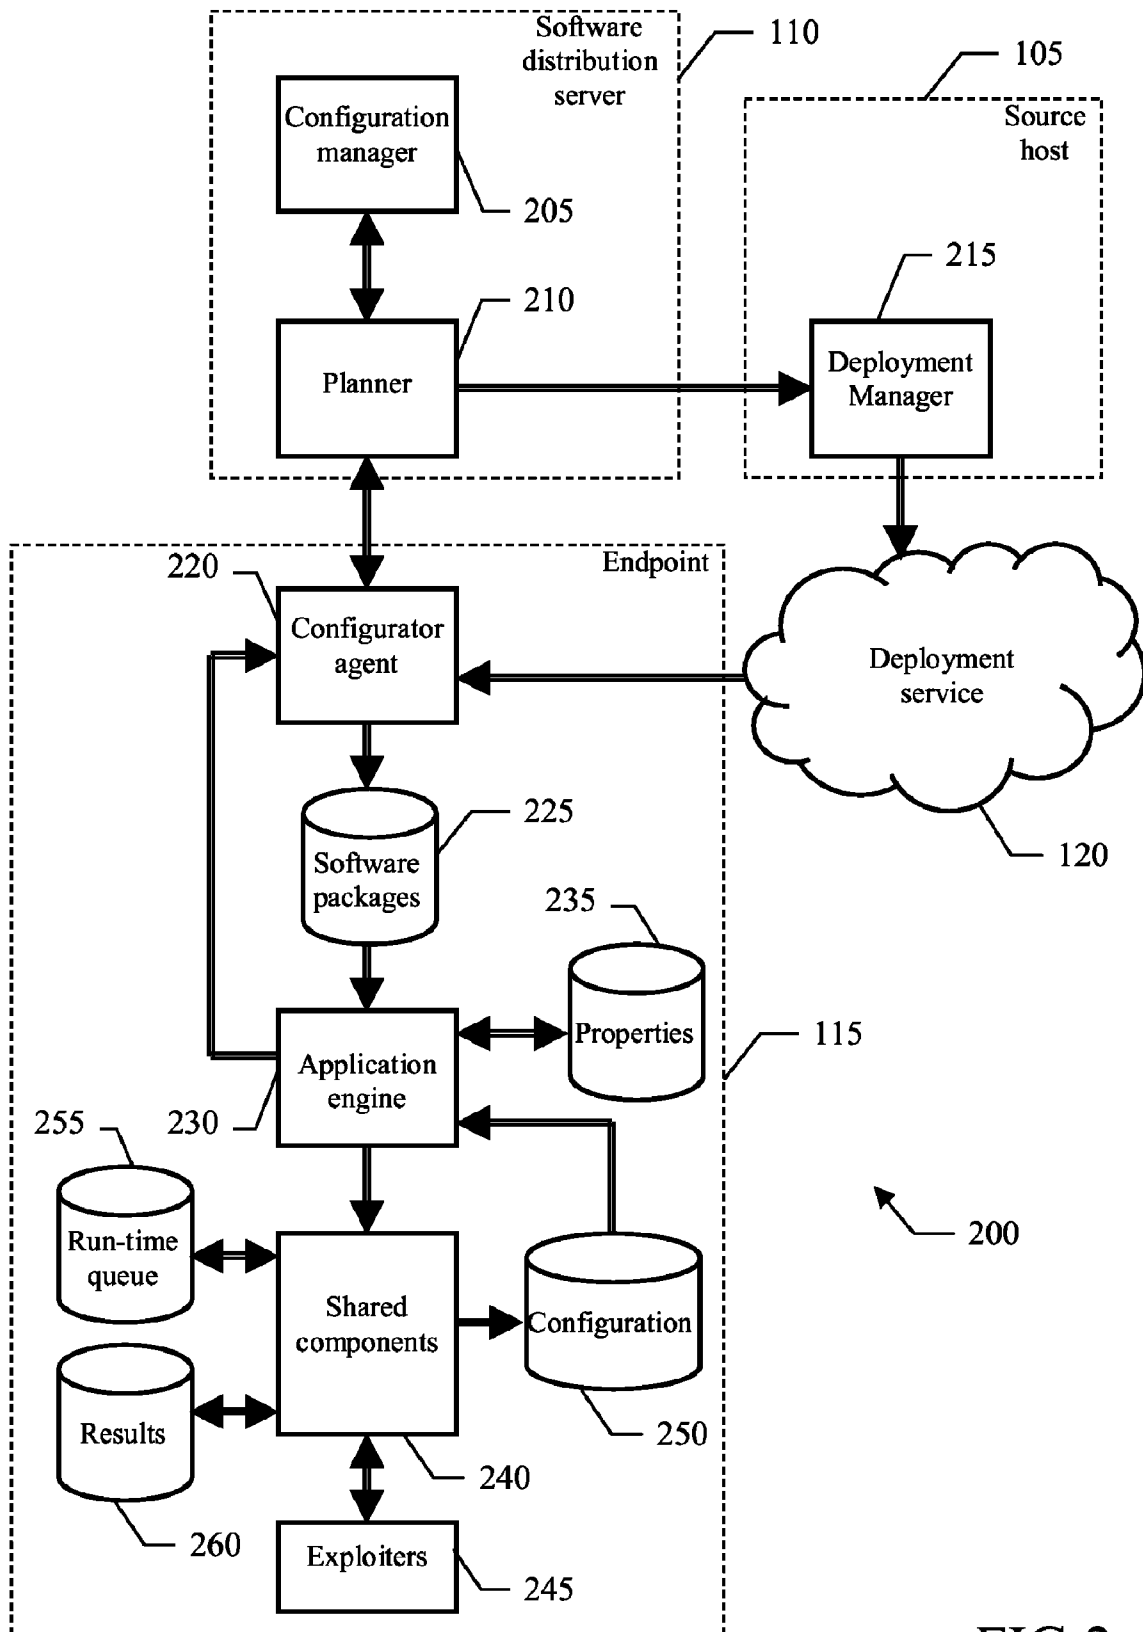 Software
distribution
server
110
105
Source
host
Configuration
manager
205
210
215
Planner
Deployment
Manager
220
Endpoint
Configurator
agent
Deployment
service
225
Software
packages
120
235
Properties
115
Application
engine
255
230
Run-time
queue
200
Shared
components
Configuration
Results
250
240
260
Exploiters
245